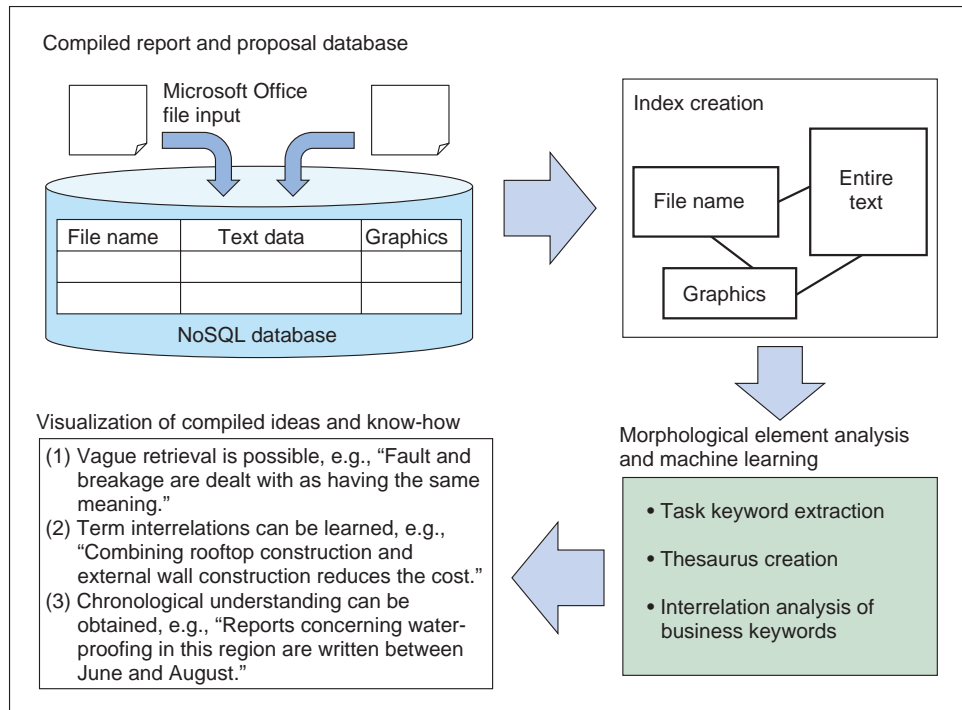 Compiled report and proposal database
Microsoft Office
file input
File name Text data Graphics
NoSQL database
Index creation
File name
Entire
text
Graphics
Morphological element analysis
and machine learning
• Task keyword extraction
• Thesaurus creation
• Interrelation analysis of
business keywords
Visualization of compiled ideas and know-how
(1) Vague retrieval is possible, e.g., “Fault and
breakage are dealt with as having the same
meaning.”
(2) Term interrelations can be learned, e.g.,
“Combining rooftop construction and
external wall construction reduces the cost.”
(3) Chronological understanding can be
obtained, e.g., “Reports concerning water-
proofing in this region are written between
June and August.”